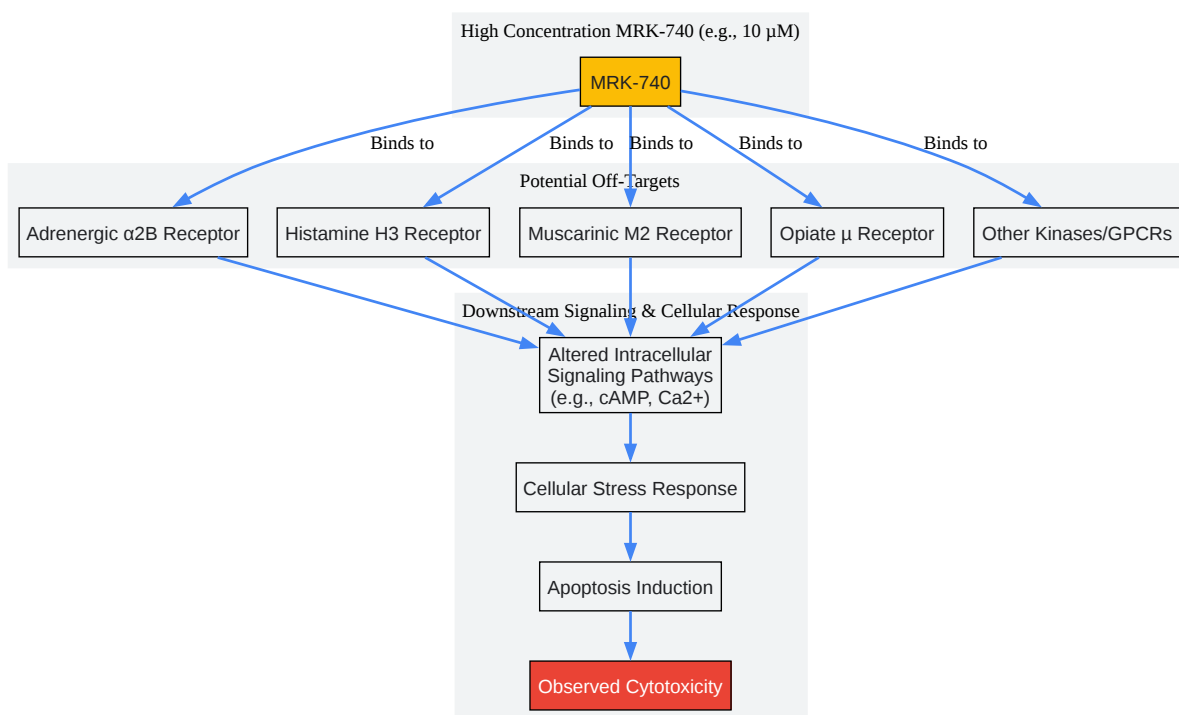 High Concentration MRK-740 (e.g., 10 µM)
MRK-740
Binds to
Binds to
Binds to
Binds to
Binds to
Potential Off-Targets
Adrenergic α2B Receptor
Histamine H3 Receptor
Muscarinic M2 Receptor
Opiate µ Receptor
Other Kinases/GPCRs
Downstream Signaling & Cellular Response
Altered Intracellular
Signaling Pathways
(e.g., cAMP, Ca2+)
Cellular Stress Response
Apoptosis Induction
Observed Cytotoxicity